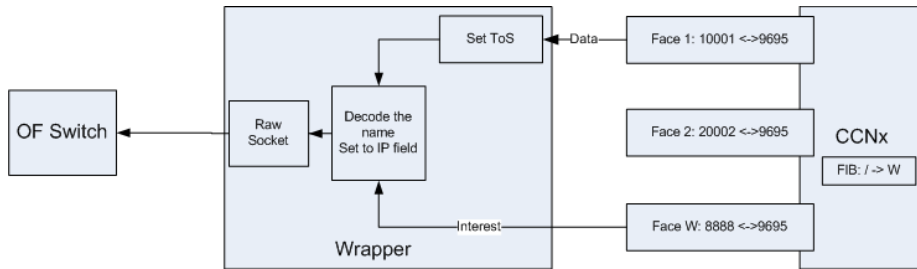 Set ToS
Data
Face 1: 10001 <->9695
OF Switch
Raw
Socket
Decode the
name
Set to IP field
Face 2: 20002 <->9695
CCNx
FIB: / -> W
Interest
Face W: 8888 <->9695
Wrapper